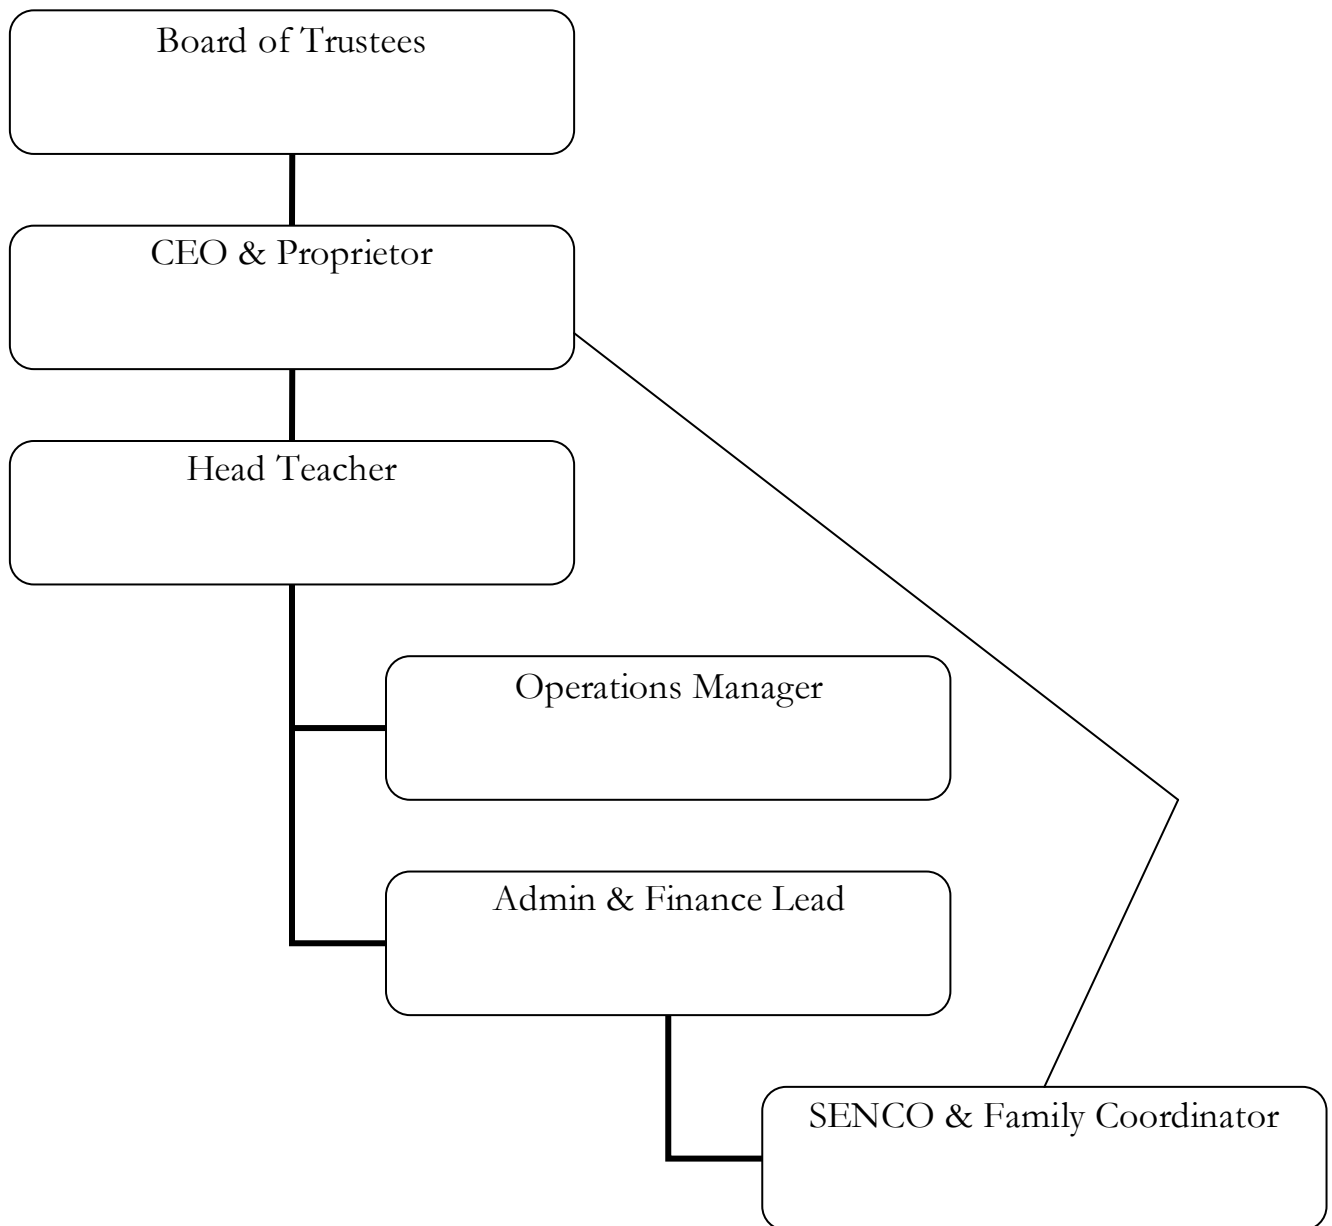 Board of Trustees
CEO & Proprietor
Head Teacher
Operations Manager
Admin & Finance Lead
SENCO & Family Coordinator